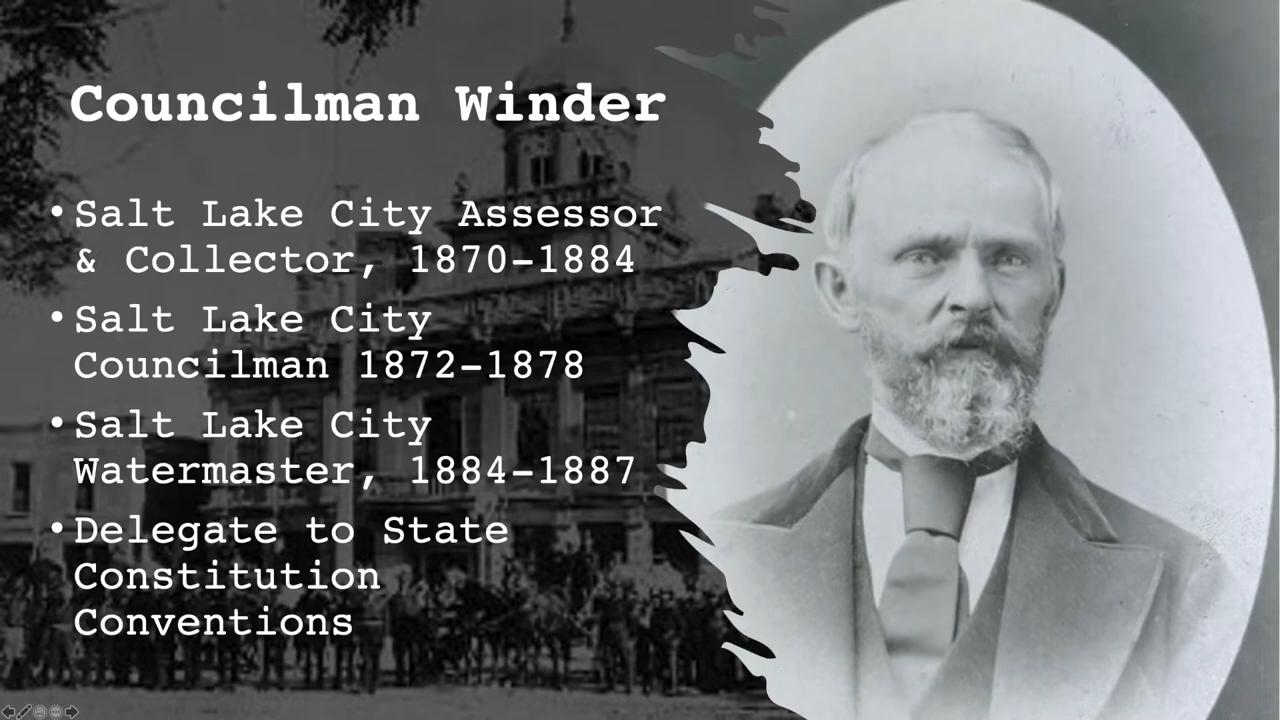 Councilman Winder
•Salt Lake City Assessor
& Collector, 1870–1884
•Salt Lake City
Councilman 1872–1878
•Salt Lake City
Watermaster, 1884–1887
•Delegate to State
Constitution
Conventions